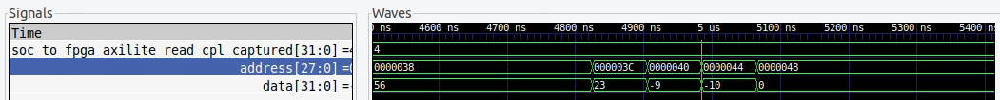 Signals Waves
Time 0 ns 4600 ns 4700 ns 4800 ns 4900 ns 5 us 5100 ns 5200 ns 5300 ns 5400 ns
soc to fpga axilite read cpl captured[31:0] = 4
address[27:0] = 0000038 000003C 0000040 0000044 0000048
data[31:0] = 56 23 -9 -10 0